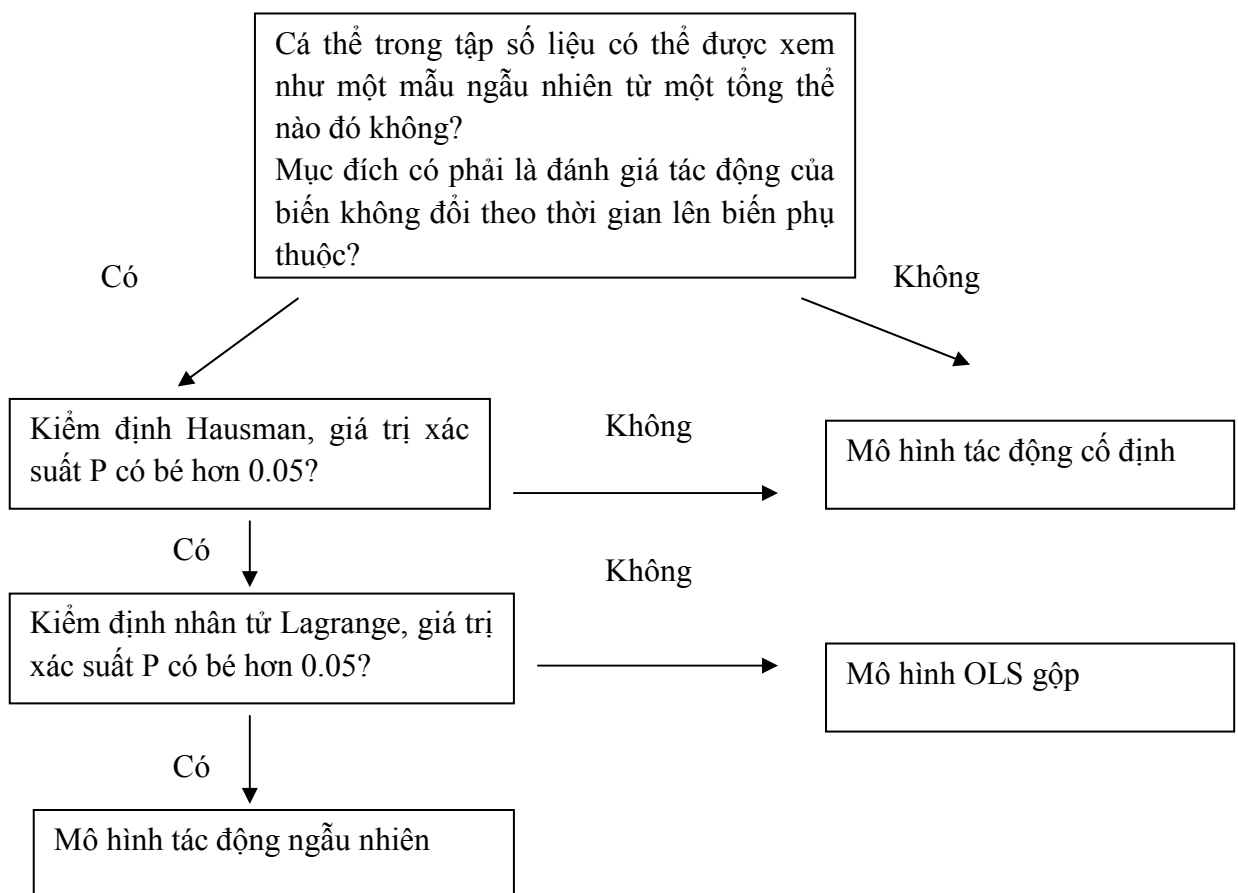 Cá thể trong tập số liệu có thể được xem
như một mẫu ngẫu nhiên từ một tổng thể
nào đó không?
Mục đích có phải là đánh giá tác động của
biến không đổi theo thời gian lên biến phụ
thuộc?
Có
Không
Kiểm định Hausman, giá trị xác
suất P có bé hơn 0.05?
Không
Mô hình tác động cố định
Có
Không
Kiểm định nhân tử Lagrange, giá trị
xác suất P có bé hơn 0.05?
Mô hình OLS gộp
Có
Mô hình tác động ngẫu nhiên